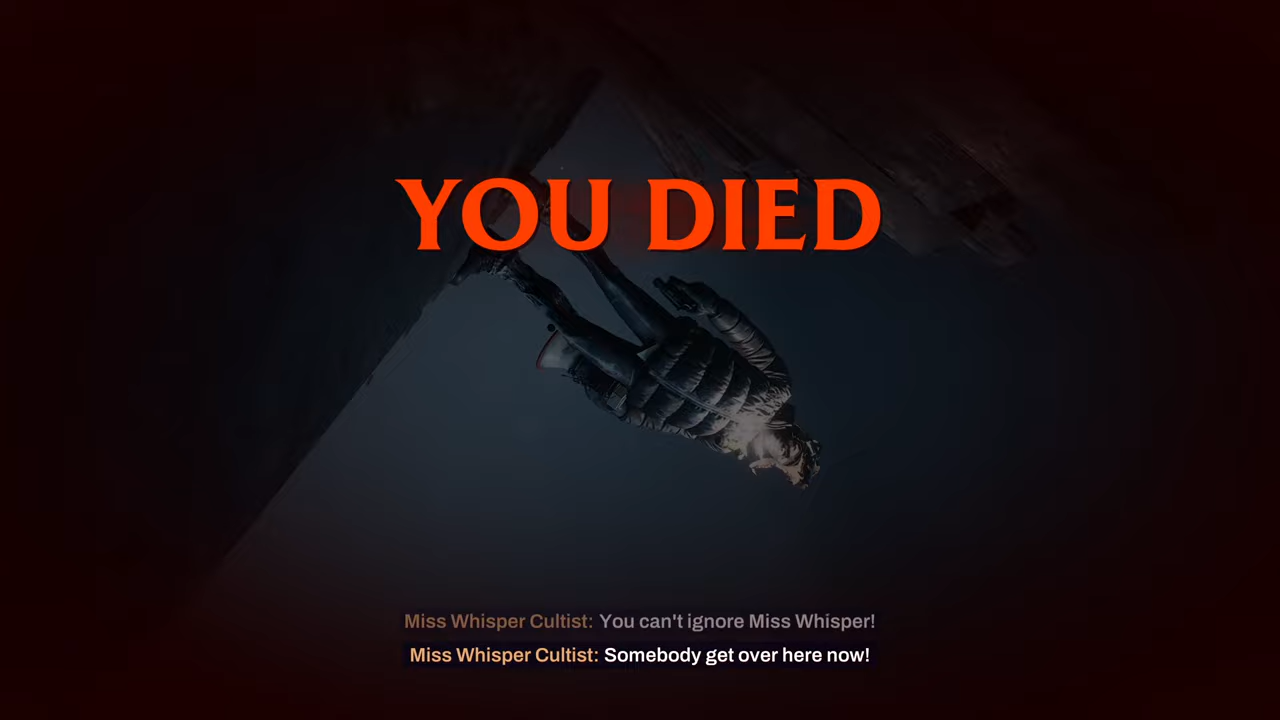 YOU DIED
Miss Whisper Cultist: You can't ignore Miss Whisper!
Miss Whisper Cultist: Somebody get over here now!